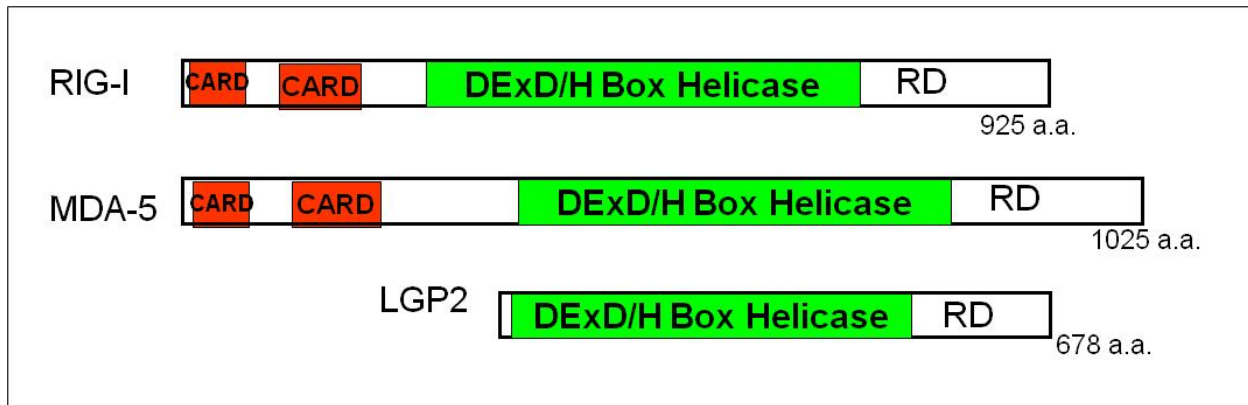 RIG-I CARD CARD DExD/H Box Helicase RD
925 a.a.
MDA-5 CARD CARD DExD/H Box Helicase RD
1025 a.a.
LGP2 DExD/H Box Helicase RD
678 a.a.